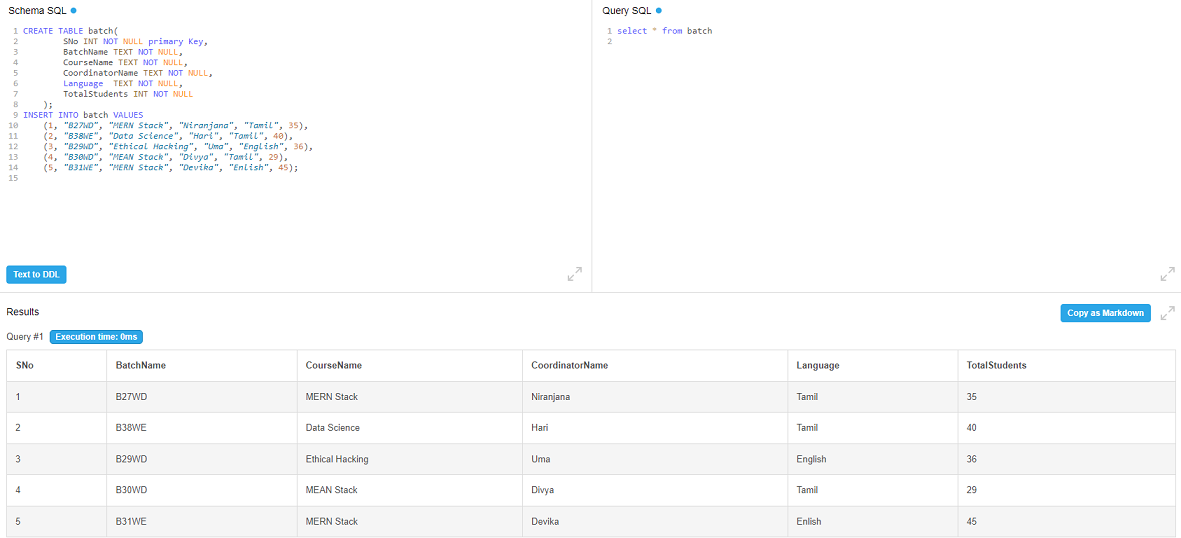 Schema SQL
1 CREATE TABLE batch(
2 SNo INT NOT NULL primary Key,
3 BatchName TEXT NOT NULL,
4 CourseName TEXT NOT NULL,
5 CoordinatorName TEXT NOT NULL,
6 Language TEXT NOT NULL,
7 TotalStudents INT NOT NULL
8 );
9 INSERT INTO batch VALUES
10 (1, "B27WD", "MERN Stack", "Niranjana", "Tamil", 35),
11 (2, "B38WE", "Data Science", "Hari", "Tamil", 40),
12 (3, "B29WD", "Ethical Hacking", "Uma", "English", 36),
13 (4, "B30WD", "MEAN Stack", "Divya", "Tamil", 29),
14 (5, "B31WE", "MERN Stack", "Devika", "Enlish", 45);
15
Text to DDL
Query SQL
1 select * from batch
2
Results
Copy as Markdown
Query #1 Execution time: 0ms
SNo BatchName CourseName CoordinatorName Language TotalStudents
1 B27WD MERN Stack Niranjana Tamil 35
2 B38WE Data Science Hari Tamil 40
3 B29WD Ethical Hacking Uma English 36
4 B30WD MEAN Stack Divya Tamil 29
5 B31WE MERN Stack Devika Enlish 45